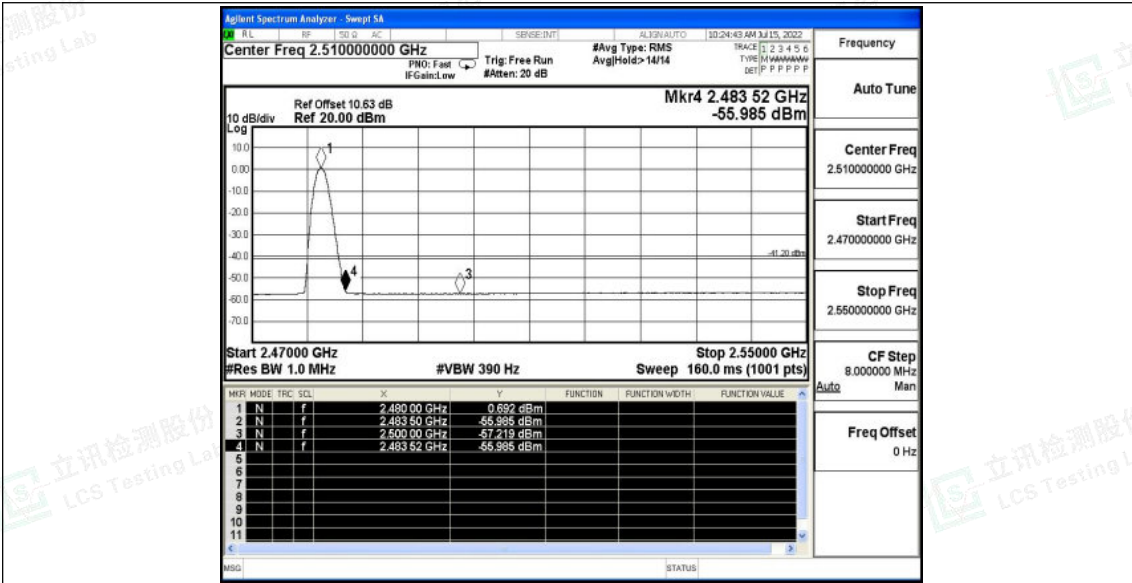 Agilent Spectrum Analyzer - Swept SA
RL RF 50 Ω AC SENSE:INT ALIGNAUTO 10:24:43 AM Jul 15, 2022
Center Freq 2.510000000 GHz
PNO: Fast
IFGain:Low
Trig: Free Run
#Atten: 20 dB
#Avg Type: RMS
Avg|Hold:> 14/14
TRACE 1 2 3 4 5 6
TYPE M
DET P P P P P P
Ref Offset 10.63 dB
Ref 20.00 dBm
10 dB/div
Log
Mkr4 2.483 52 GHz
-55.985 dBm
10.0
0.00
-10.0
-20.0
-30.0
-40.0
-50.0
-60.0
-70.0
1
4
3
-41.20 dBm
Start 2.47000 GHz
Stop 2.55000 GHz
#Res BW 1.0 MHz
#VBW 390 Hz
Sweep 160.0 ms (1001 pts)
MKR MODE TRC SCL X Y FUNCTION FUNCTION WIDTH FUNCTION VALUE
1 N f 2.480 00 GHz 0.692 dBm
2 N f 2.483 50 GHz -55.985 dBm
3 N f 2.500 00 GHz -57.219 dBm
4 N f 2.483 52 GHz -55.985 dBm
5
6
7
8
9
10
11
MSG
STATUS
Frequency
Auto Tune
Center Freq
2.510000000 GHz
Start Freq
2.470000000 GHz
Stop Freq
2.550000000 GHz
CF Step
8.000000 MHz
Auto Man
Freq Offset
0 Hz
立讯检测股份
LCS Testing Lab
立讯检测股份
LCS Testing L